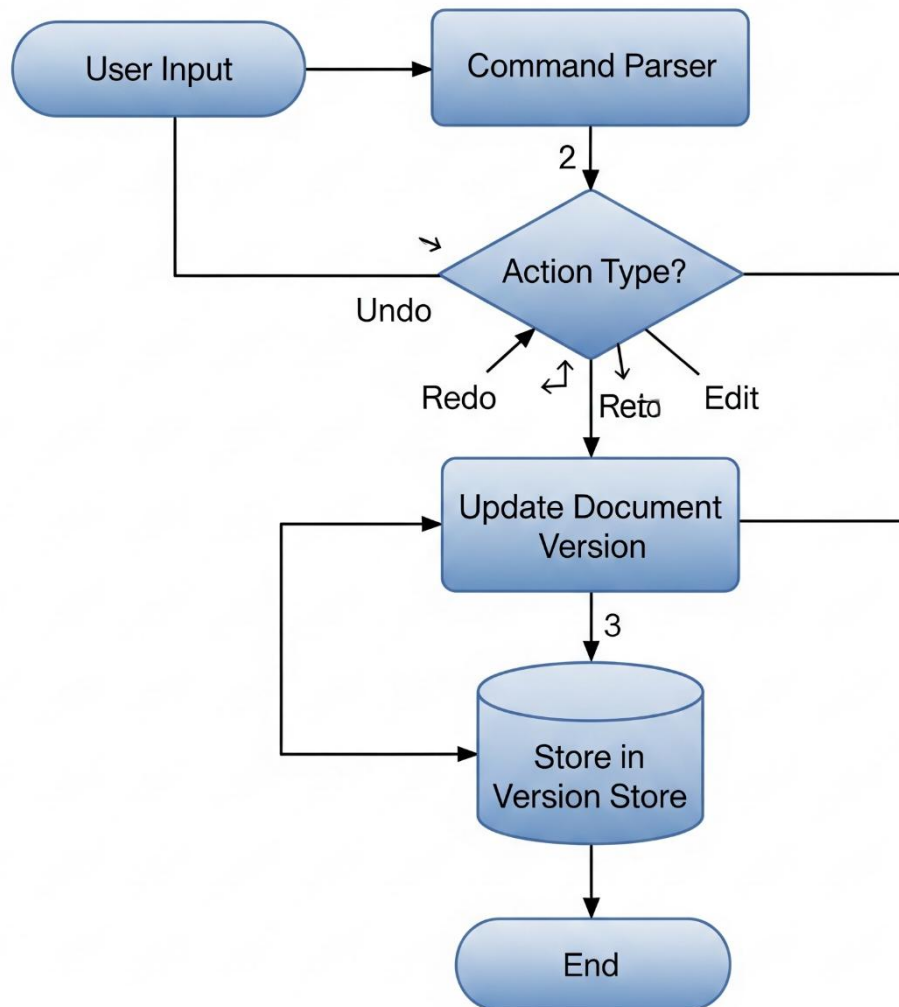 User Input
Command Parser
2
Action Type?
Undo
Redo
Edit
Update Document
Version
3
Store in
Version Store
End